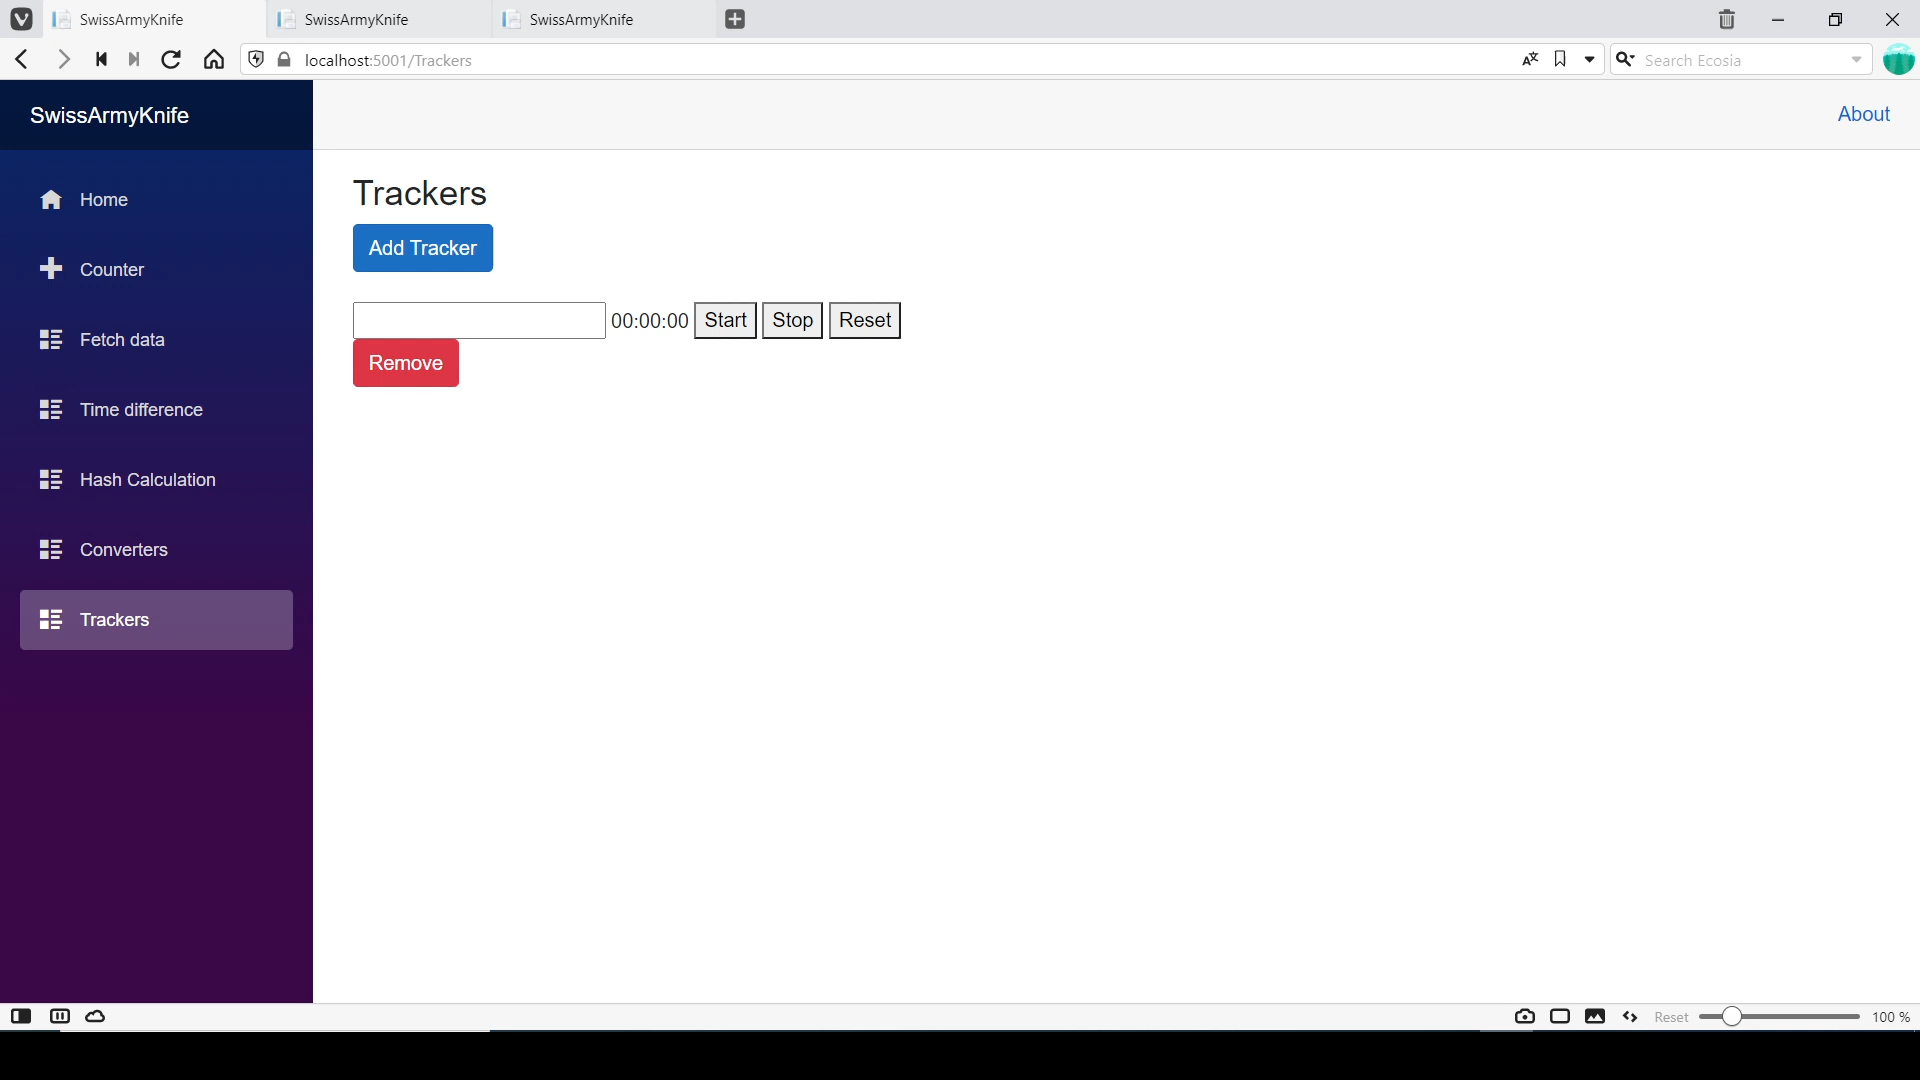 SwissArmyKnife SwissArmyKnife SwissArmyKnife
localhost:5001/Trackers Search Ecosia
SwissArmyKnife
About
Home
Counter
Fetch data
Time difference
Hash Calculation
Converters
Trackers
Trackers
Add Tracker
00:00:00 Start Stop Reset
Remove
Reset 100 %